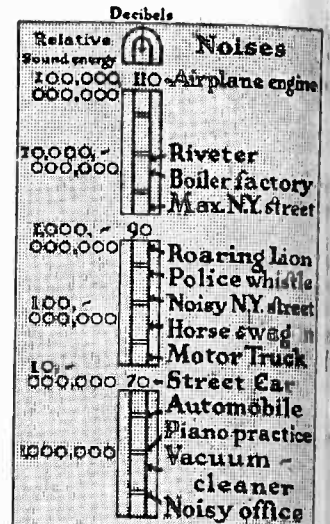 Decibels
Relative Noises
Sound energy
100,000 110-Airplane engine
000,000
10,000,- Riveter
000,000 Boiler factory
Max. N.Y. street
1,000,- 90
000,000 Roaring Lion
Police whistle
100,- Noisy N.Y. street
000,000 Horse swagon
Motor Truck
10,-
000,000 70-Street Car
Automobile
Piano practice
1,000,000 Vacuum -
cleaner
Noisy office